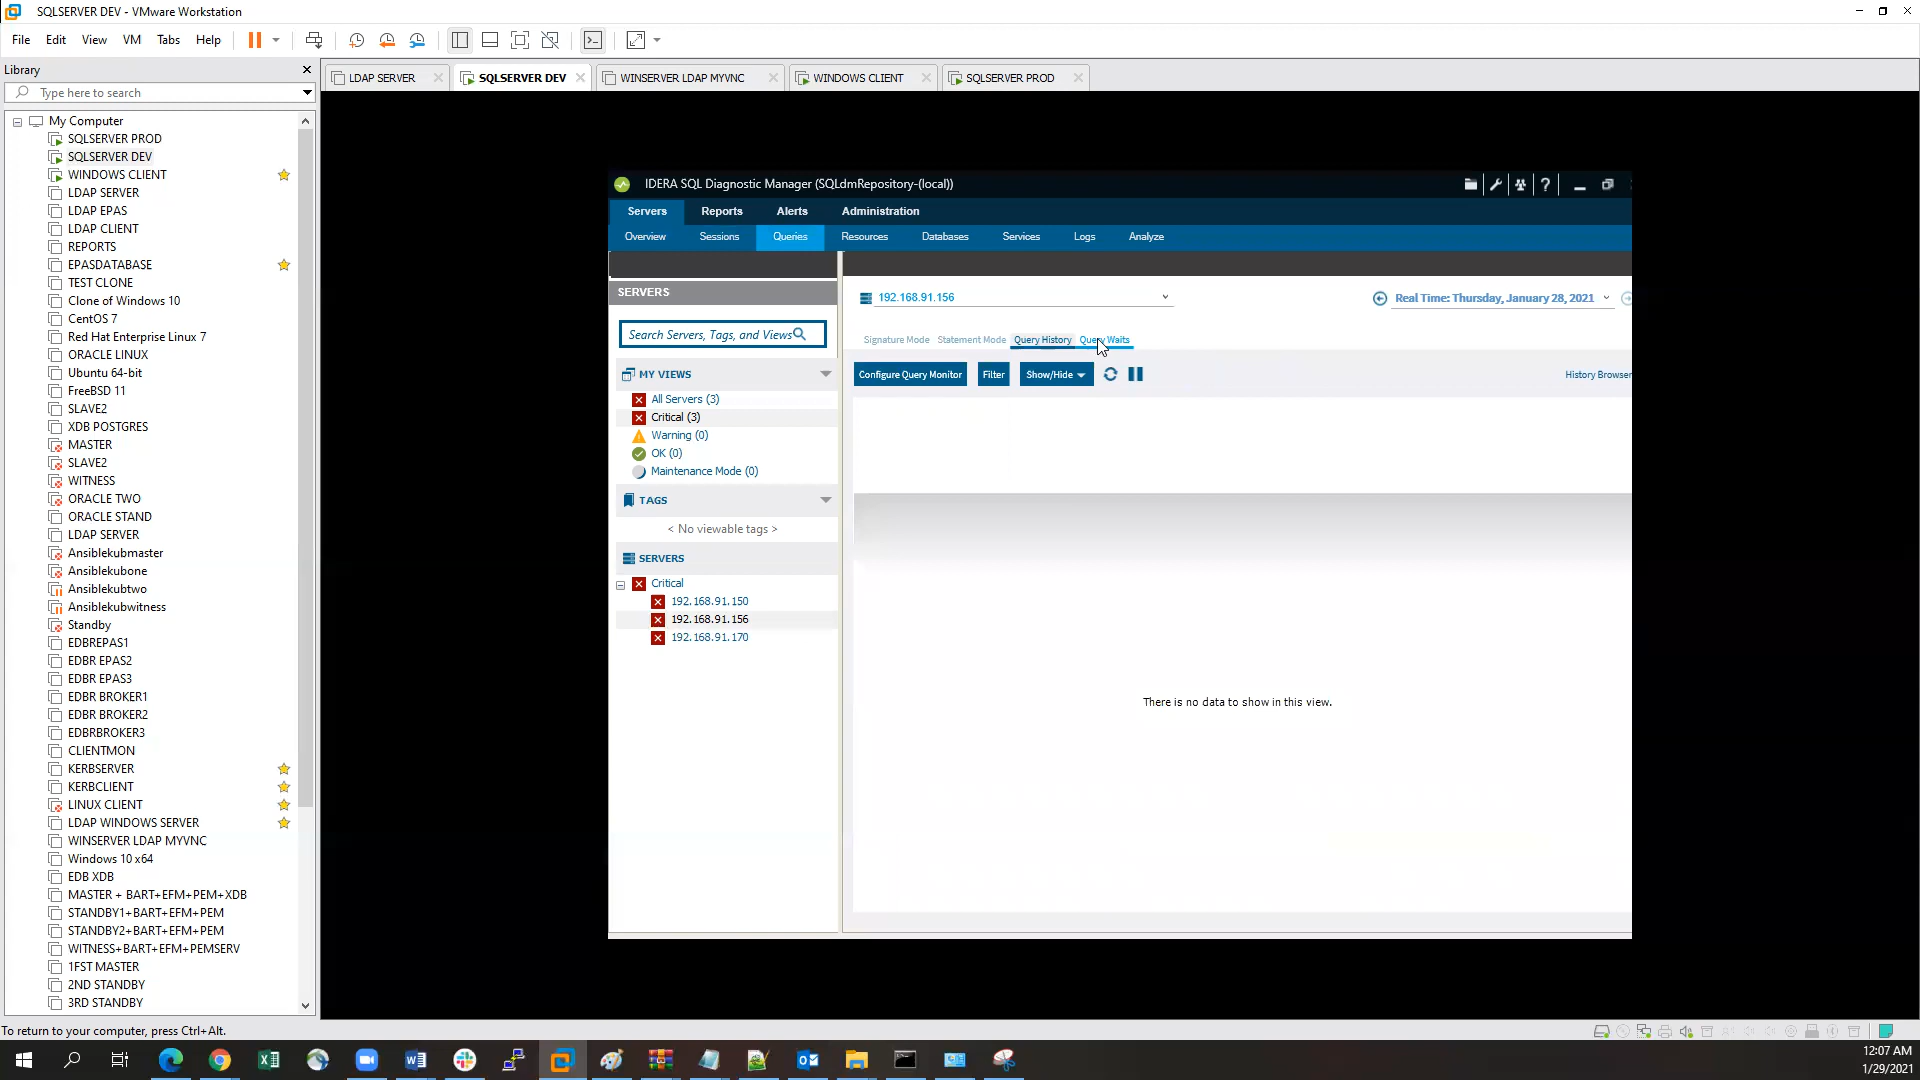 SQLSERVER DEV - VMware Workstation
File Edit View VM Tabs Help
Library
Type here to search
My Computer
SQLSERVER PROD
SQLSERVER DEV
WINDOWS CLIENT
LDAP SERVER
LDAP EPAS
LDAP CLIENT
REPORTS
EPASDATABASE
TEST CLONE
Clone of Windows 10
CentOS 7
Red Hat Enterprise Linux 7
ORACLE LINUX
Ubuntu 64-bit
FreeBSD 11
SLAVE2
XDB POSTGRES
MASTER
SLAVE2
WITNESS
ORACLE TWO
ORACLE STAND
LDAP SERVER
Ansiblekubmaster
Ansiblekubone
Ansiblekubtwo
Ansiblekubwitness
Standby
EDBREPAS1
EDBR EPAS2
EDBR EPAS3
EDBR BROKER1
EDBR BROKER2
EDBRBROKER3
CLIENTMON
KERBSERVER
KERBCLIENT
LINUX CLIENT
LDAP WINDOWS SERVER
WINSERVER LDAP MYVNC
Windows 10 x64
EDB XDB
MASTER + BART+EFM+PEM+XDB
STANDBY1+BART+EFM+PEM
STANDBY2+BART+EFM+PEM
WITNESS+BART+EFM+PEMSERV
1FST MASTER
2ND STANDBY
3RD STANDBY
LDAP SERVER SQLSERVER DEV WINSERVER LDAP MYVNC WINDOWS CLIENT SQLSERVER PROD
IDERA SQL Diagnostic Manager (SQLdmRepository-(local))
Servers Reports Alerts Administration
Overview Sessions Queries Resources Databases Services Logs Analyze
SERVERS
Search Servers, Tags, and Views
MY VIEWS
All Servers (3)
Critical (3)
Warning (0)
OK (0)
Maintenance Mode (0)
TAGS
< No viewable tags >
SERVERS
Critical
192.168.91.150
192.168.91.156
192.168.91.170
192.168.91.156 Real Time: Thursday, January 28, 2021
Signature Mode Statement Mode Query History Query Waits
Configure Query Monitor Filter Show/Hide History Browser
There is no data to show in this view.
To return to your computer, press Ctrl+Alt.
12:07 AM
1/29/2021